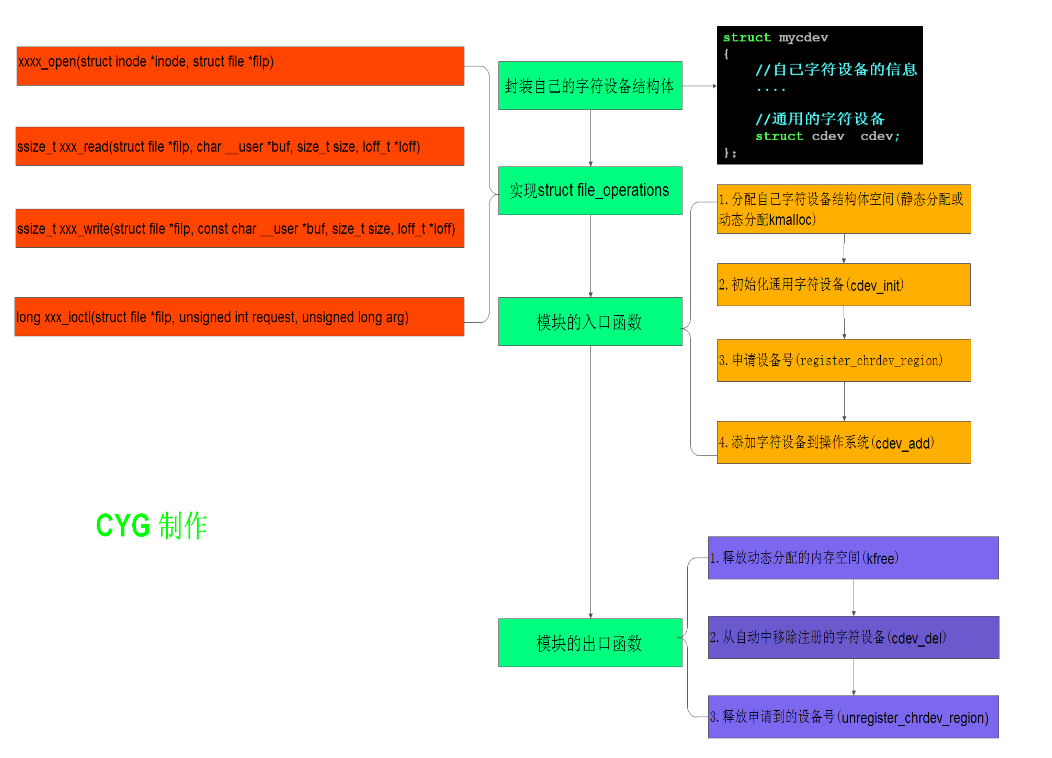 xxxx_open(struct inode *inode, struct file *filp)
ssize_t xxx_read(struct file *filp, char __user *buf, size_t size, loff_t *loff)
ssize_t xxx_write(struct file *filp, const char __user *buf, size_t size, loff_t *loff)
long xxx_ioctl(struct file *filp, unsigned int request, unsigned long arg)
封装自己的字符设备结构体
实现struct file_operations
模块的入口函数
模块的出口函数
struct mycdev
{
//自己字符设备的信息
....
//通用的字符设备
struct cdev cdev;
};
1.分配自己字符设备结构体空间(静态分配或
动态分配kmalloc)
2.初始化通用字符设备(cdev_init)
3.申请设备号(register_chrdev_region)
4.添加字符设备到操作系统(cdev_add)
1.释放动态分配的内存空间(kfree)
2.从自动中移除注册的字符设备(cdev_del)
3.释放申请到的设备号(unregister_chrdev_region)
CYG 制作